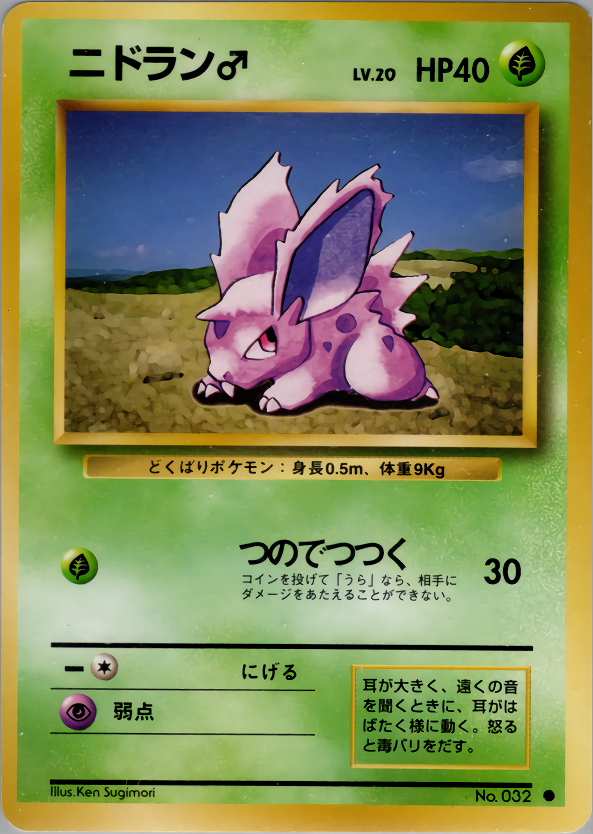 ニドラン♂ LV.20 HP40
どくばりポケモン：身長0.5m、体重9Kg
つのでつつく 30
コインを投げて「うら」なら、相手に
ダメージをあたえることができない。
にげる
弱点
耳が大きく、遠くの音
を聞くときに、耳がは
ばたく様に動く。怒る
と毒バリをだす。
Illus.Ken Sugimori No.032